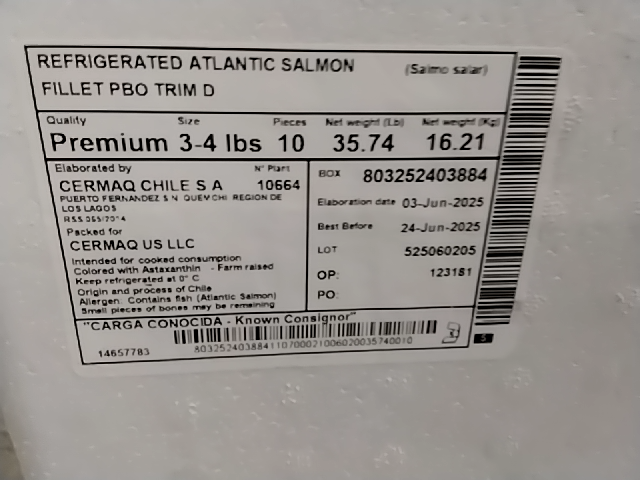 REFRIGERATED ATLANTIC SALMON (Salmo salar)
FILLET PBO TRIM D
Quality Size Pieces Net weight (Lb) Net weight (Kg)
Premium 3-4 lbs 10 35.74 16.21
Elaborated by N° Plant
CERMAQ CHILE S A 10664
PUERTO FERNANDEZ S N QUEMCHI REGION DE
LOS LAGOS
Packed for
CERMAQ US LLC
Intended for cooked consumption
Colored with Astaxanthin - Farm raised
Keep refrigerated at 0° C
Origin and process of Chile
Allergen: Contains fish (Atlantic Salmon)
Small pieces of bones may be remaining
BOX 803252403884
Elaboration date 03-Jun-2025
Best Before 24-Jun-2025
LOT 525060205
OP: 123181
PO:
"CARGA CONOCIDA - Known Consignor"
14657783
803252403884110700021006020035740010
S